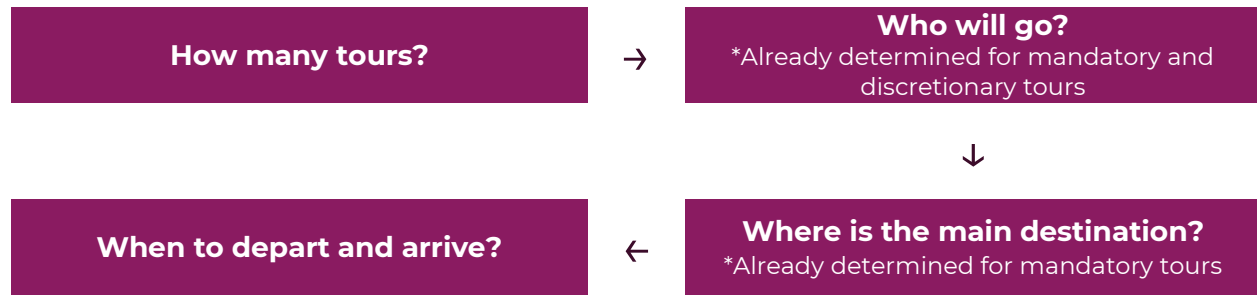 How many tours?
→
Who will go?
*Already determined for mandatory and
discretionary tours
↓
Where is the main destination?
*Already determined for mandatory tours
←
When to depart and arrive?